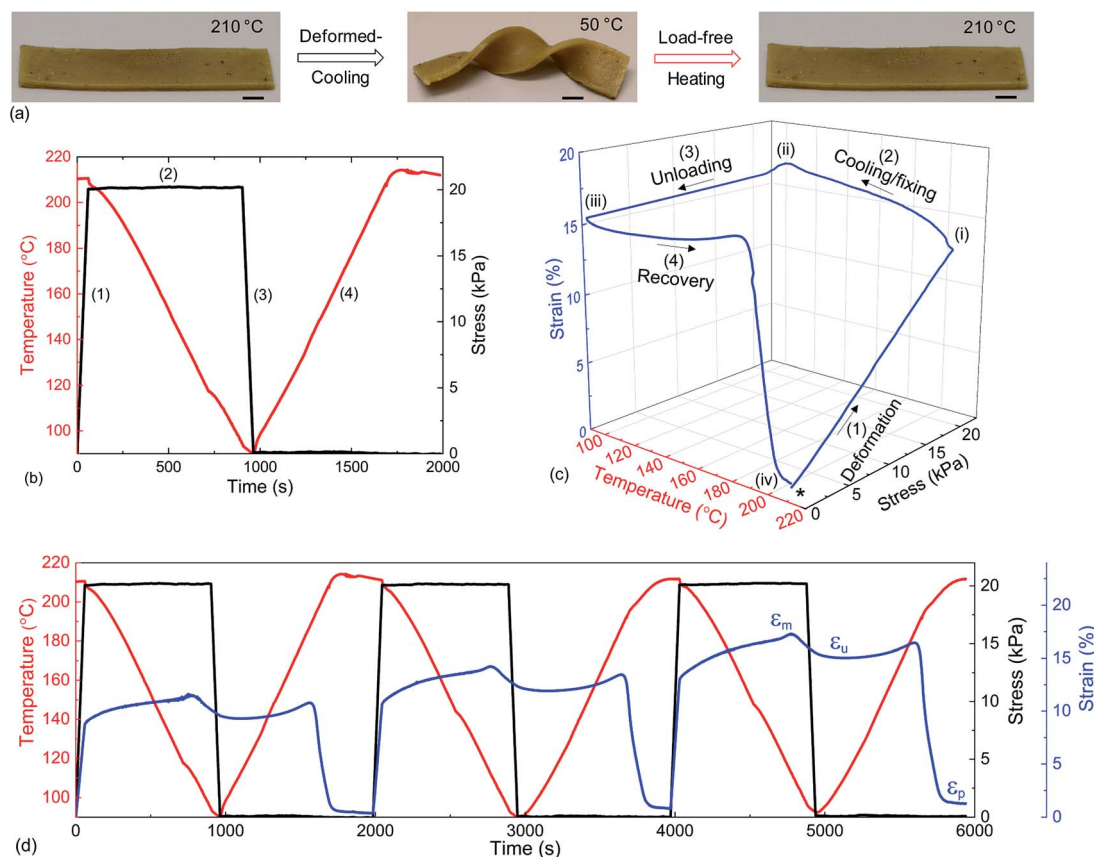 210 °C
Deformed-
Cooling
50 °C
Load-free
Heating
210 °C
(a)
220
200
180
160
140
120
100
Temperature (°C)
(1)
(2)
(3)
(4)
20
15
10
5
0
Stress (kPa)
0
500
1000
1500
2000
Time (s)
(b)
20
15
10
5
0
Strain (%)
(3)
Unloading
(ii)
(2)
Cooling/fixing
(iii)
(i)
(4)
Recovery
(1)
Deformation
(iv)
*
100
120
140
160
180
200
220
Temperature (°C)
0
5
10
15
20
Stress (kPa)
(c)
220
200
180
160
140
120
100
Temperature (°C)
εm
εu
εp
20
15
10
5
0
Stress (kPa)
20
15
10
5
0
Strain (%)
0
1000
2000
3000
4000
5000
6000
Time (s)
(d)